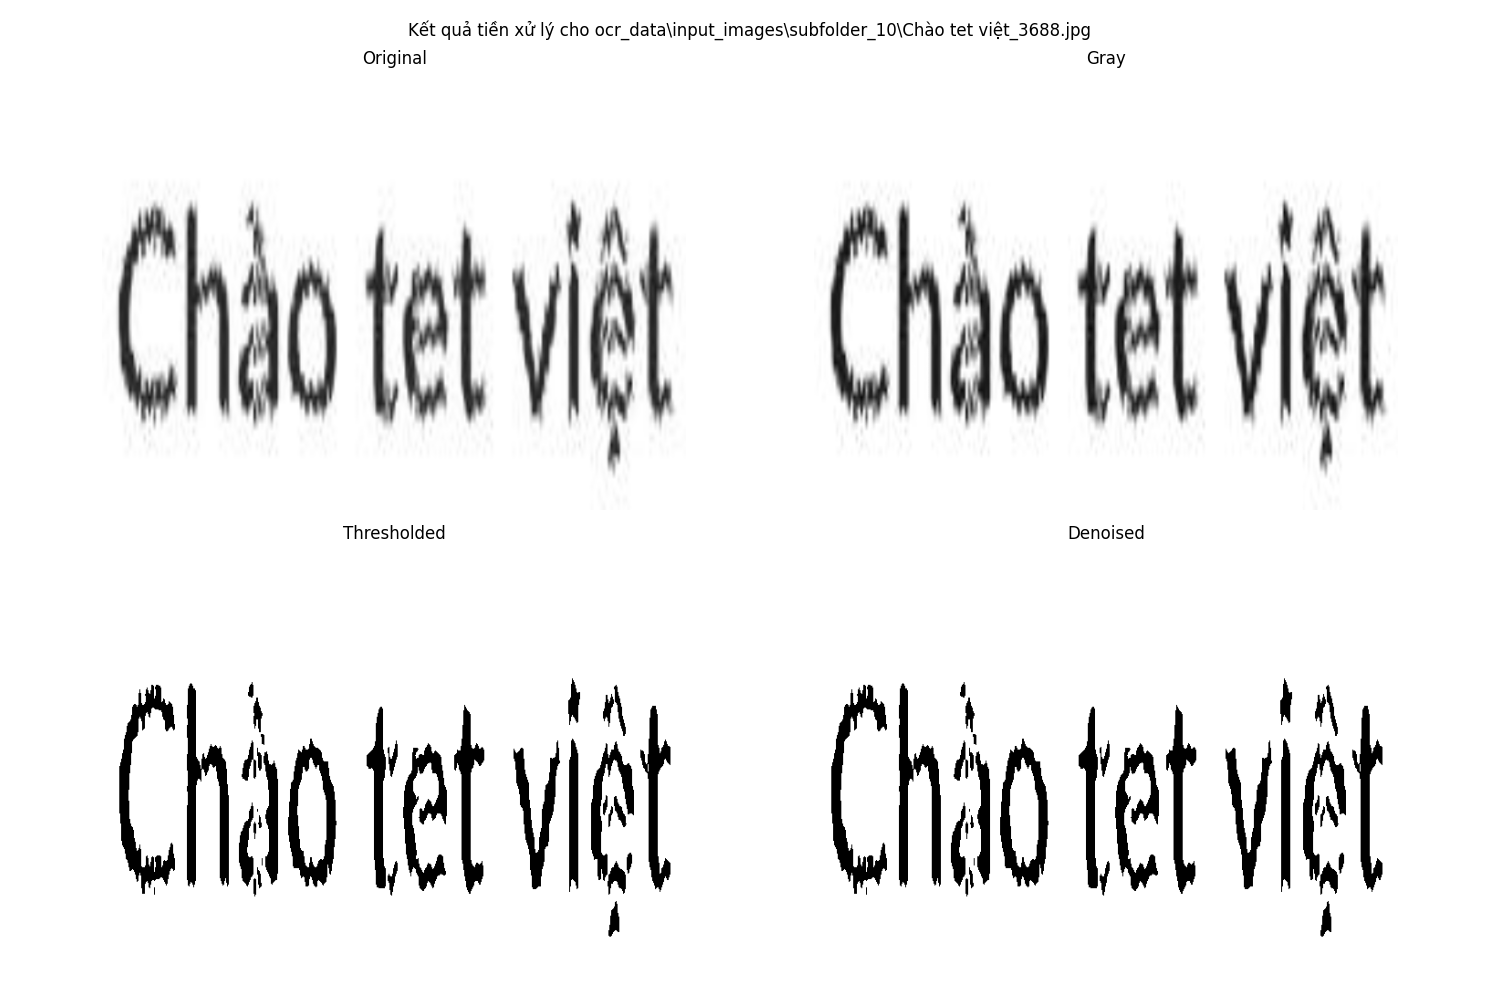 Kết quả tiền xử lý cho ocr_data\input_images\subfolder_10\Chào tet việt_3688.jpg
Original
Gray
Chào tet việt
Chào tet việt
Thresholded
Denoised
Chào tet việt
Chào tet việt